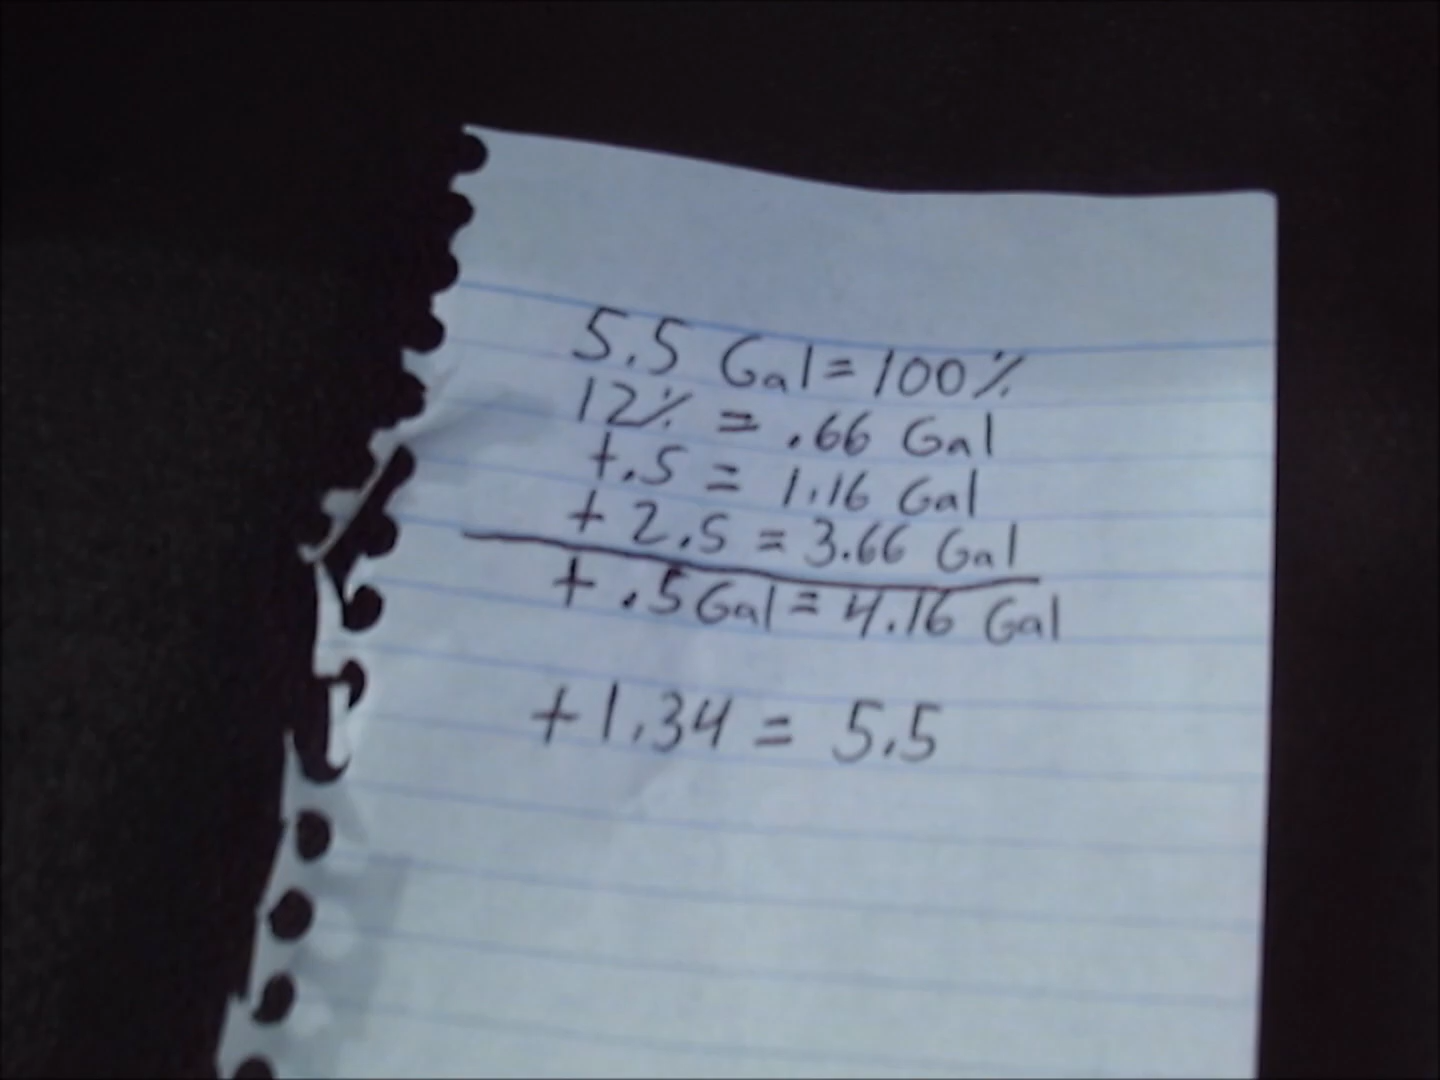 5.5 Gal = 100%
12% = .66 Gal
+.5 = 1.16 Gal
+ 2.5 = 3.66 Gal
+ .5 Gal = 4.16 Gal
+1.34 = 5.5